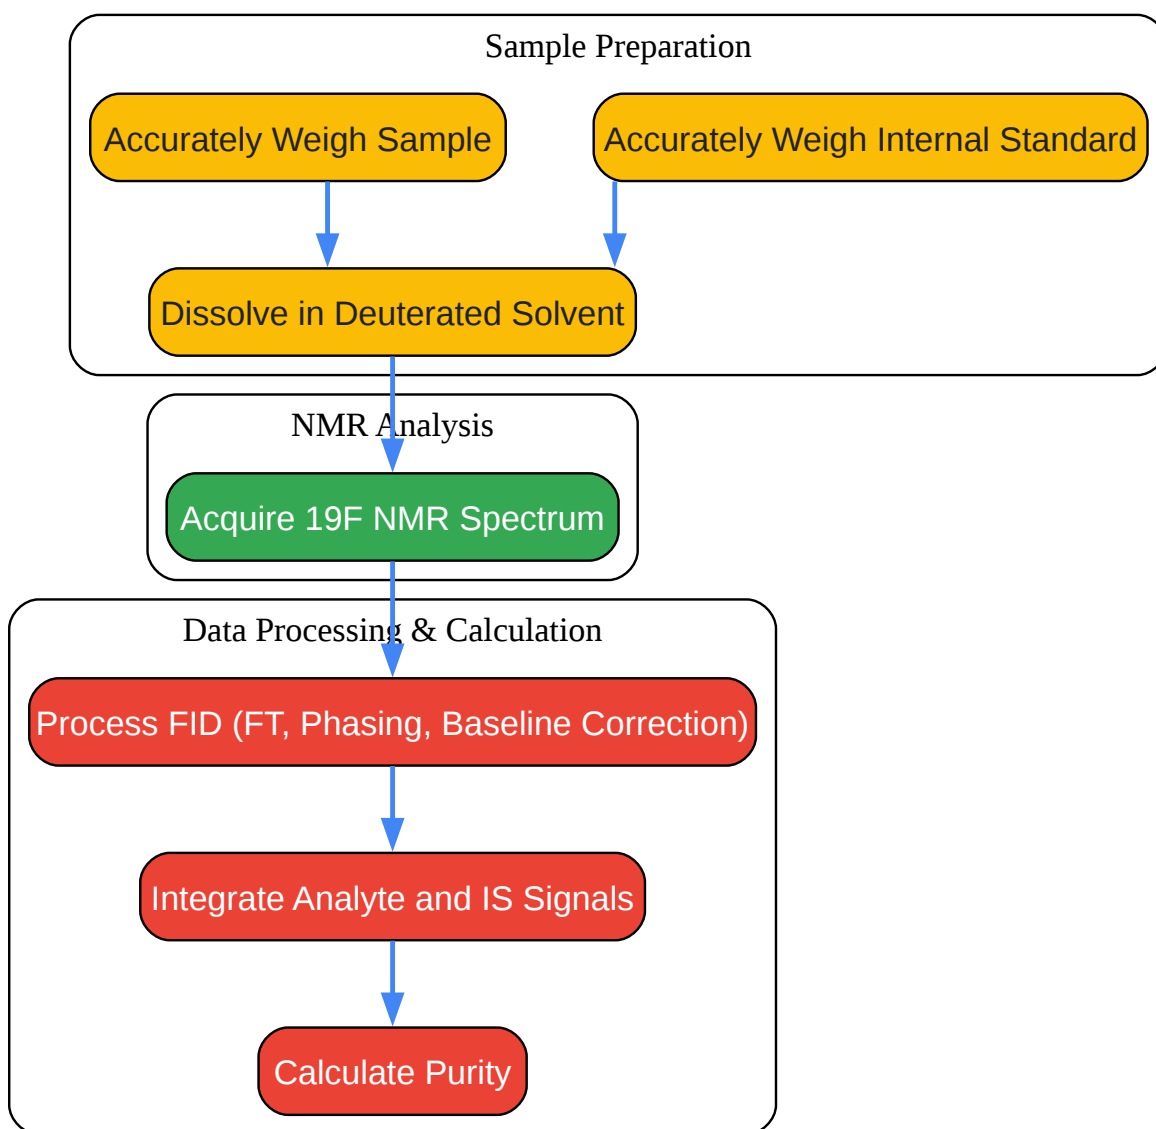 Sample Preparation
Accurately Weigh Sample
Accurately Weigh Internal Standard
Dissolve in Deuterated Solvent
NMR Analysis
Acquire 19F NMR Spectrum
Data Processing & Calculation
Process FID (FT, Phasing, Baseline Correction)
Integrate Analyte and IS Signals
Calculate Purity